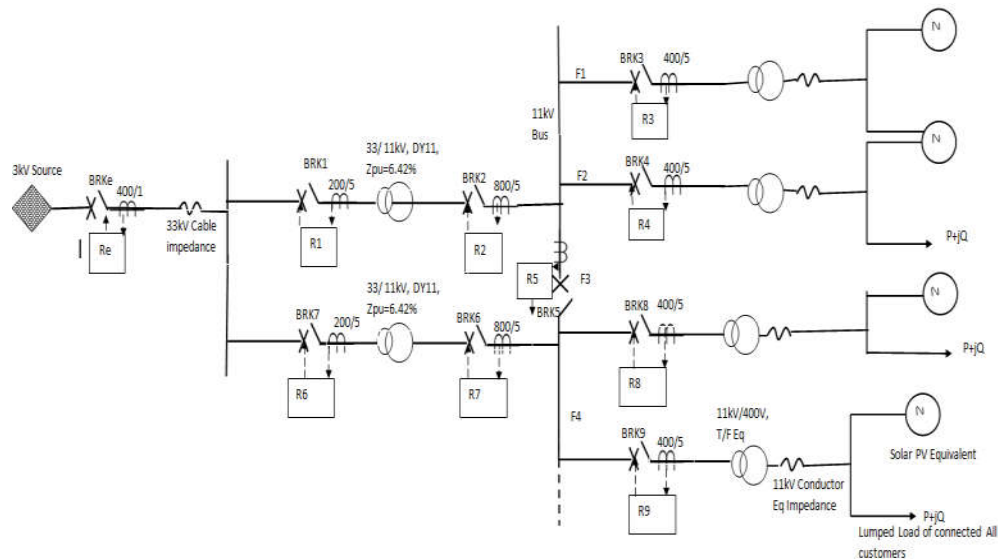 3kV Source
BRKe
400/1
Re
33kV Cable
impedance
BRK1
200/5
R1
33/ 11kV, DY11,
Zpu=6.42%
BRK2
800/5
R2
11kV
Bus
F1
BRK3
400/5
R3
N
F2
BRK4
400/5
R4
N
P+jQ
R5
F3
BRK5
BRK7
200/5
R6
33/ 11kV, DY11,
Zpu=6.42%
BRK6
800/5
R7
BRK8
400/5
R8
N
P+jQ
F4
BRK9
400/5
R9
11kV/400V,
T/F Eq
11kV Conductor
Eq Impedance
N
Solar PV Equivalent
P+jQ
Lumped Load of connected All
customers